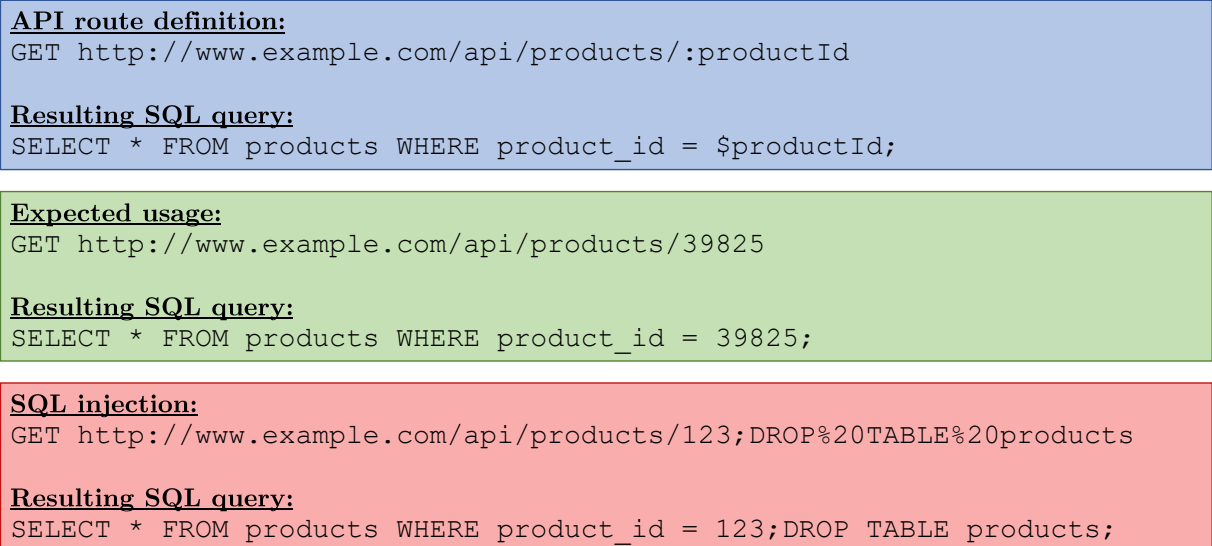 API route definition:
GET http://www.example.com/api/products/:productId
Resulting SQL query:
SELECT * FROM products WHERE product_id = $productId;
Expected usage:
GET http://www.example.com/api/products/39825
Resulting SQL query:
SELECT * FROM products WHERE product_id = 39825;
SQL injection:
GET http://www.example.com/api/products/123;DROP%20TABLE%20products
Resulting SQL query:
SELECT * FROM products WHERE product_id = 123;DROP TABLE products;